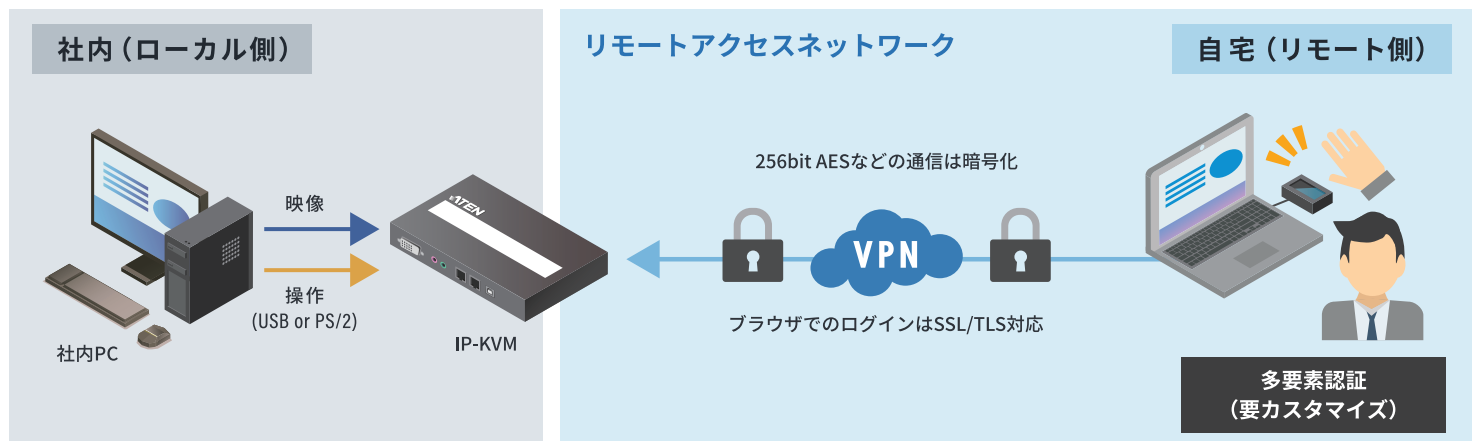 社内(ローカル側)
映像
操作
(USB or PS/2)
社内PC
ATEN
IP-KVM
リモートアクセスネットワーク
自宅(リモート側)
256bit AESなどの通信は暗号化
VPN
ブラウザでのログインはSSL/TLS対応
多要素認証
(要カスタマイズ)